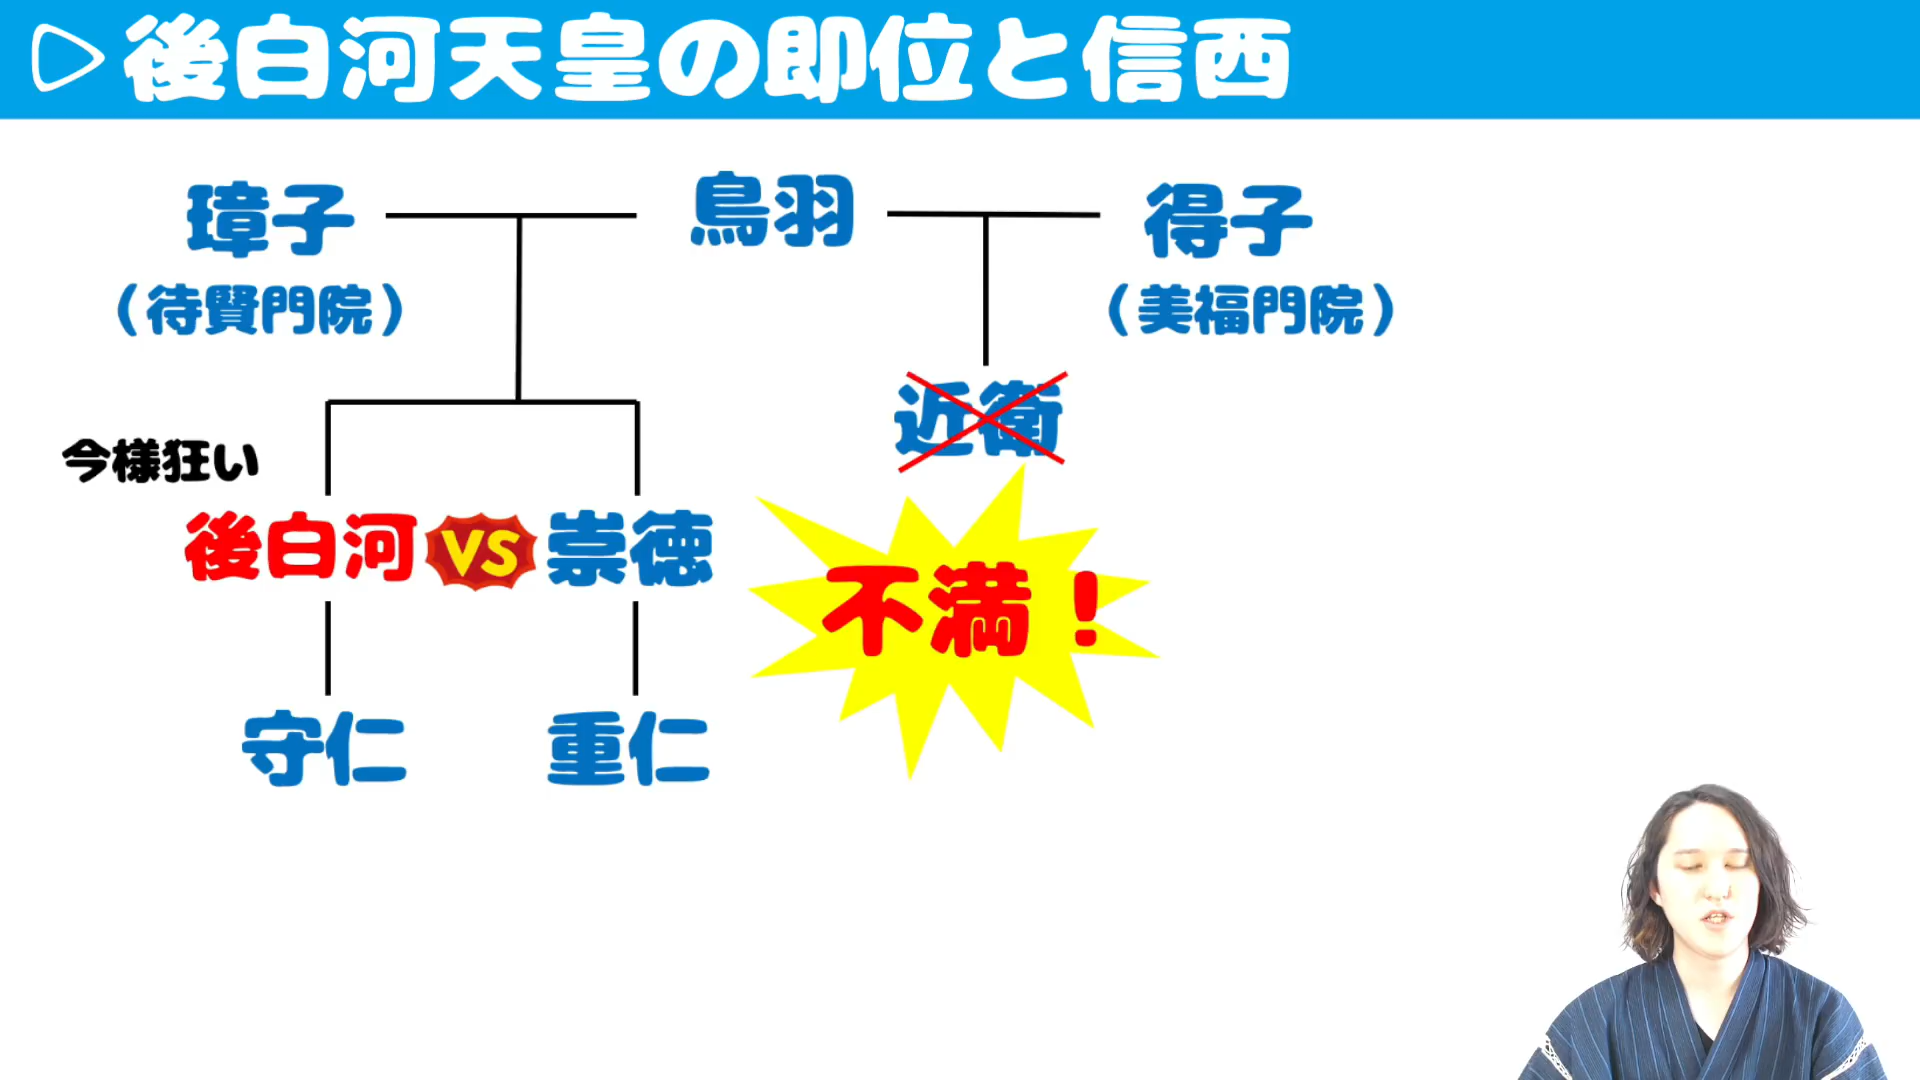 後白河天皇の即位と信西
璋子 鳥羽 得子
（待賢門院） （美福門院）
近衛
今様狂い
後白河 VS 崇徳
不満！
守仁 重仁